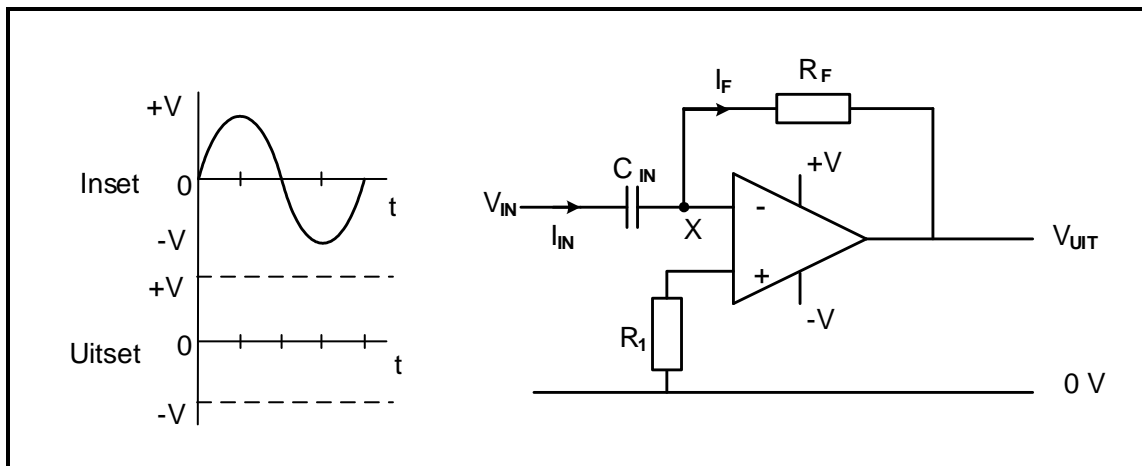 +V
Inset 0
t
-V
+V
Uitset 0
t
-V
I_F R_F
C_IN +V
V_IN
I_IN X - V_UIT
+
R_1 -V
0 V